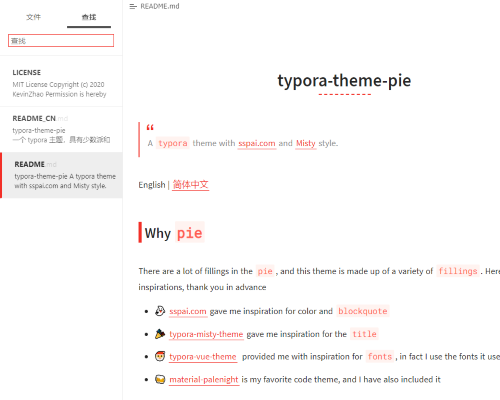 文件
查找
README.md
查找
LICENSE
MIT License Copyright (c) 2020
KevinZhao Permission is hereby
README_CN.md
typora-theme-pie
一个 typora 主题，具有少数派和
README.md
typora-theme-pie A typora theme
with sspai.com and Misty style.
typora-theme-pie
“
A typora theme with sspai.com and Misty style.
English | 简体中文
Why pie
There are a lot of fillings in the pie, and this theme is made up of a variety of fillings. Here
inspirations, thank you in advance
• sspai.com gave me inspiration for color and blockquote
• typora-misty-theme gave me inspiration for the title
• typora-vue-theme provided me with inspiration for fonts, in fact I use the fonts it use
• material-palenight is my favorite code theme, and I have also included it